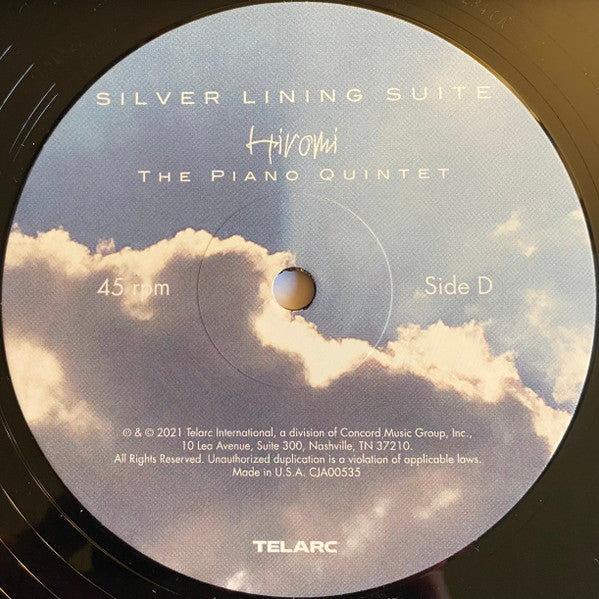 SILVER LINING SUITE
Hiromi
THE PIANO QUINTET
45 rpm
Side D
℗ & © 2021 Telarc International, a division of Concord Music Group, Inc.,
10 Lea Avenue, Suite 300, Nashville, TN 37210.
All Rights Reserved. Unauthorized duplication is a violation of applicable laws.
Made in U.S.A. CJA00535
TELARC